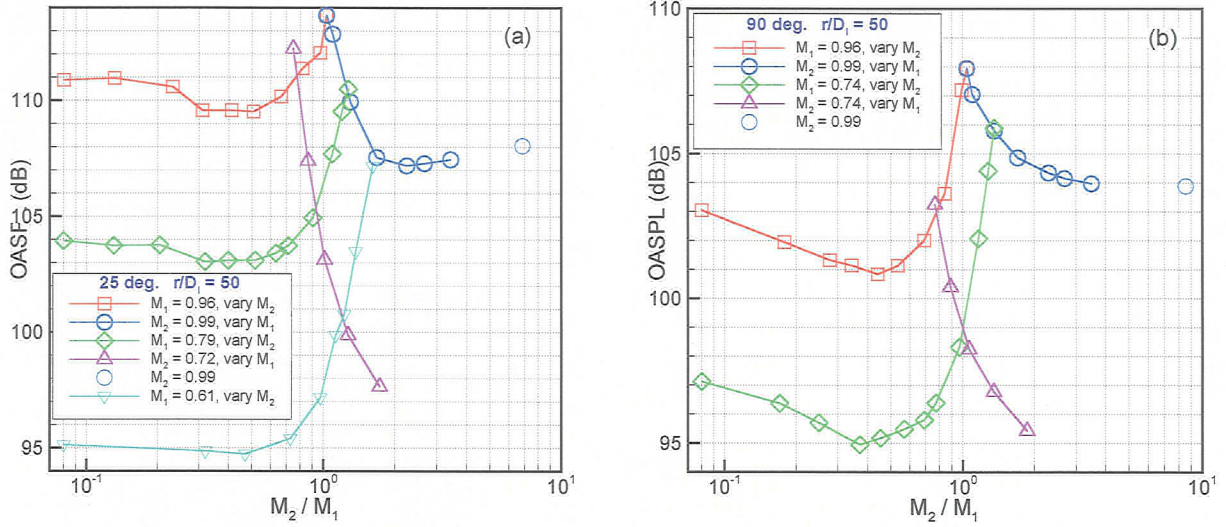 (a)
110
105
100
95
OASPL (dB)
25 deg. r/D₁ = 50
M₁ = 0.96, vary M₂
M₂ = 0.99, vary M₁
M₁ = 0.79, vary M₂
M₂ = 0.72, vary M₁
M₂ = 0.99
M₁ = 0.61, vary M₂
10⁻¹
10⁰
10¹
M₂ / M₁
(b)
110
108
104
100
95
OASPL (dB)
90 deg. r/D₁ = 50
M₁ = 0.96, vary M₂
M₂ = 0.99, vary M₁
M₁ = 0.74, vary M₂
M₂ = 0.74, vary M₁
M₂ = 0.99
10⁻¹
10⁰
10¹
M₂ / M₁